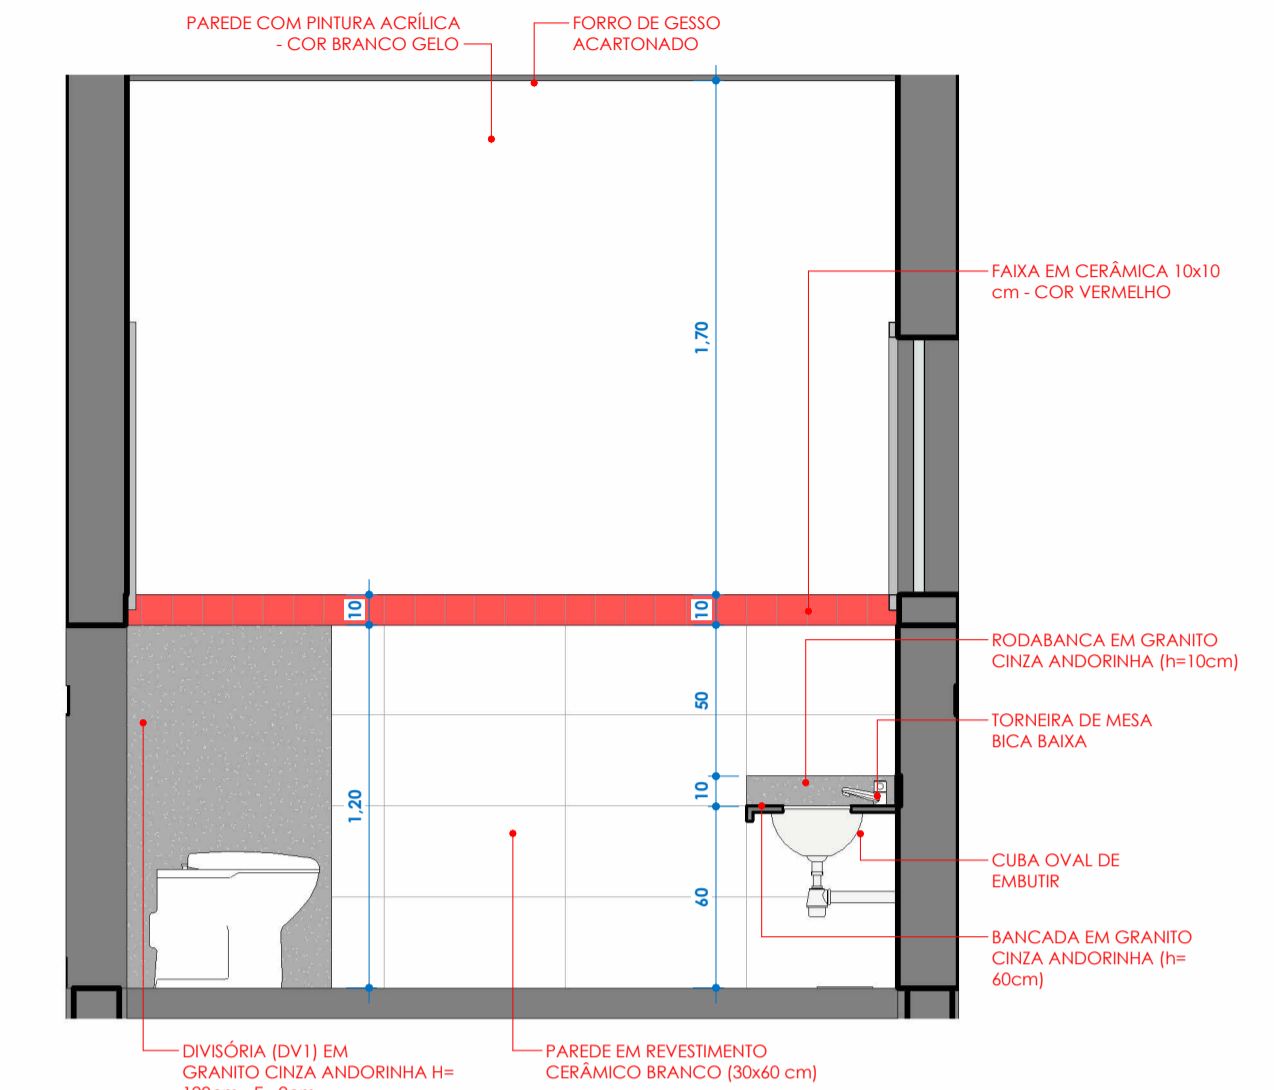 PAREDE COM PINTURA ACRÍLICA
- COR BRANCO GELO
FORRO DE GESSO
ACARTONADO
FAIXA EM CERÂMICA 10x10
cm - COR VERMELHO
1,70
10
10
RODABANCA EM GRANITO
CINZA ANDORINHA (h=10cm)
50
TORNEIRA DE MESA
BICA BAIXA
10
1,20
CUBA OVAL DE
EMBUTIR
60
BANCADA EM GRANITO
CINZA ANDORINHA (h=
60cm)
DIVISÓRIA (DV1) EM
GRANITO CINZA ANDORINHA H=
PAREDE EM REVESTIMENTO
CERÂMICO BRANCO (30x60 cm)